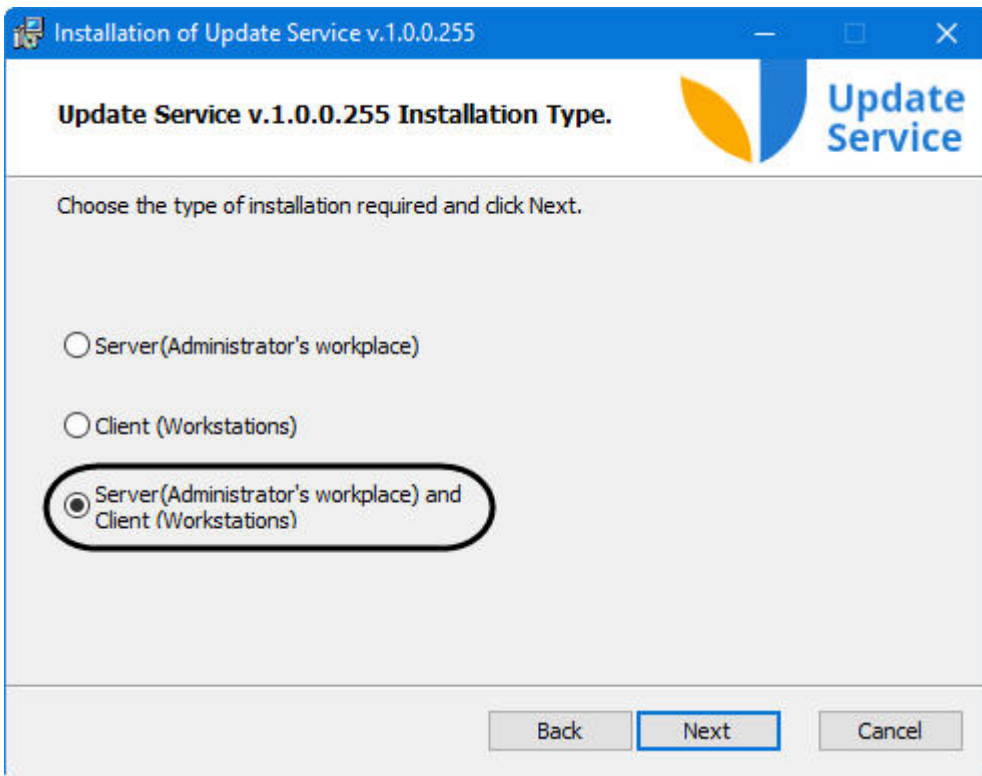 Installation of Update Service v.1.0.0.255
Update Service v.1.0.0.255 Installation Type.
Update
Service
Choose the type of installation required and click Next.
Server(Administrator's workplace)
Client (Workstations)
Server(Administrator's workplace) and
Client (Workstations)
Back
Next
Cancel